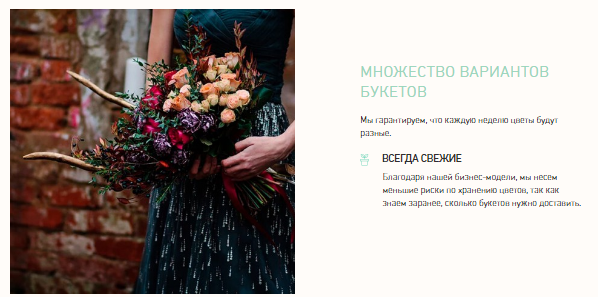 МНОЖЕСТВО ВАРИАНТОВ
БУКЕТОВ
Мы гарантируем, что каждую неделю цветы будут
разные.
ВСЕГДА СВЕЖИЕ
Благодаря нашей бизнес-модели, мы несем
меньшие риски по хранению цветов, так как
знаем заранее, сколько букетов нужно доставить.